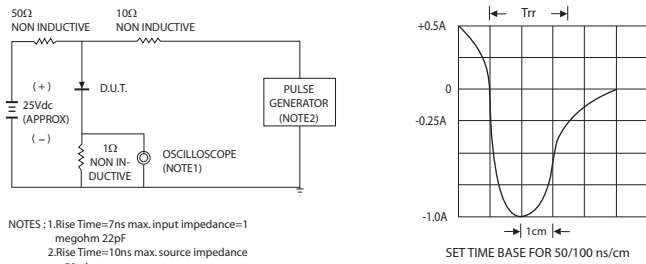 50Ω
NON INDUCTIVE
10Ω
NON INDUCTIVE
(+)
25Vdc
(APPROX)
(−)
D.U.T.
1Ω
NON IN-
DUCTIVE
OSCILLOSCOPE
(NOTE1)
PULSE
GENERATOR
(NOTE2)
NOTES : 1.Rise Time=7ns max. input impedance=1
megohm 22pF
2.Rise Time=10ns max. source impedance
Trr
+0.5A
0
-0.25A
-1.0A
1cm
SET TIME BASE FOR 50/100 ns/cm